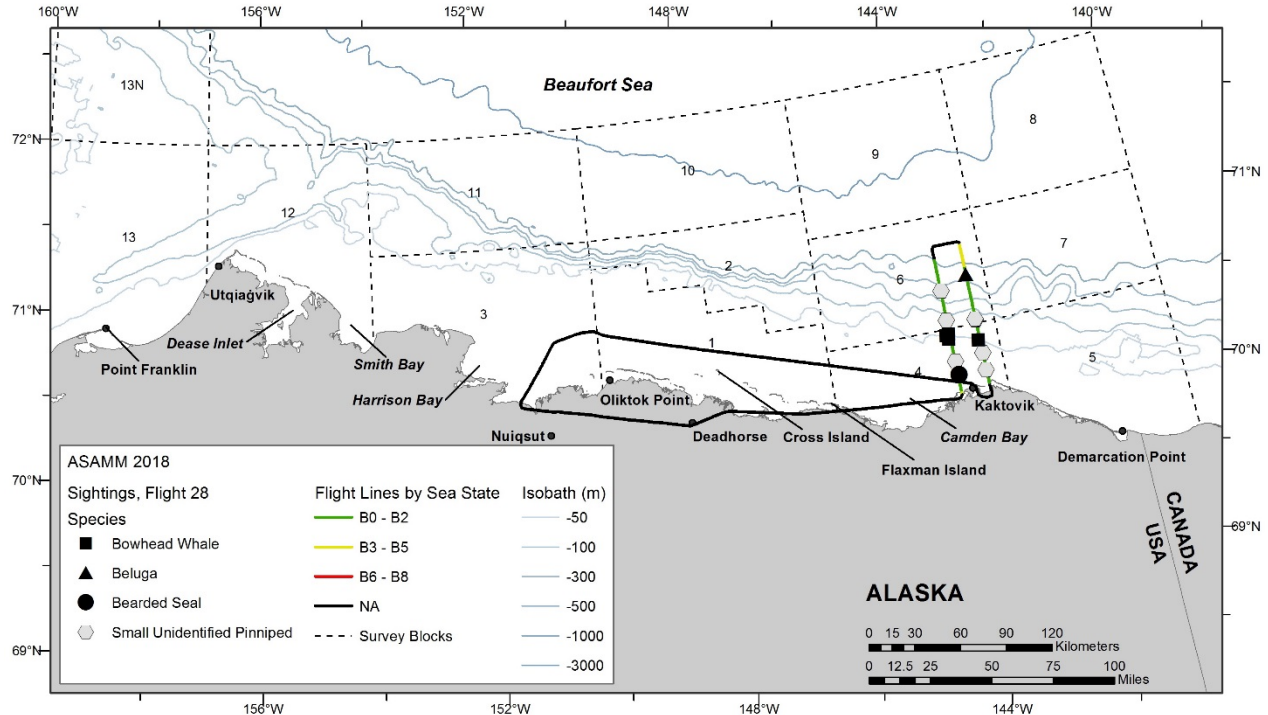 160°W 156°W 152°W 148°W 144°W 140°W
13N
Beaufort Sea
8
72°N
9
71°N
10
11
12
13
7
2
6
Utqiaġvik
71°N
3
Dease Inlet
Smith Bay
1
70°N
5
Point Franklin
Harrison Bay
4
Oliktok Point
Kaktovik
Nuiqsut
Deadhorse
Cross Island
Camden Bay
Flaxman Island
Demarcation Point
70°N
69°N
CANADA
USA
ALASKA
ASAMM 2018
Sightings, Flight 28
Species
Bowhead Whale
Beluga
Bearded Seal
Small Unidentified Pinniped
Flight Lines by Sea State
B0 - B2
B3 - B5
B6 - B8
NA
Survey Blocks
Isobath (m)
-50
-100
-300
-500
-1000
-3000
69°N
0 15 30 60 90 120
Kilometers
0 12.5 25 50 75 100
Miles
156°W 152°W 148°W 144°W